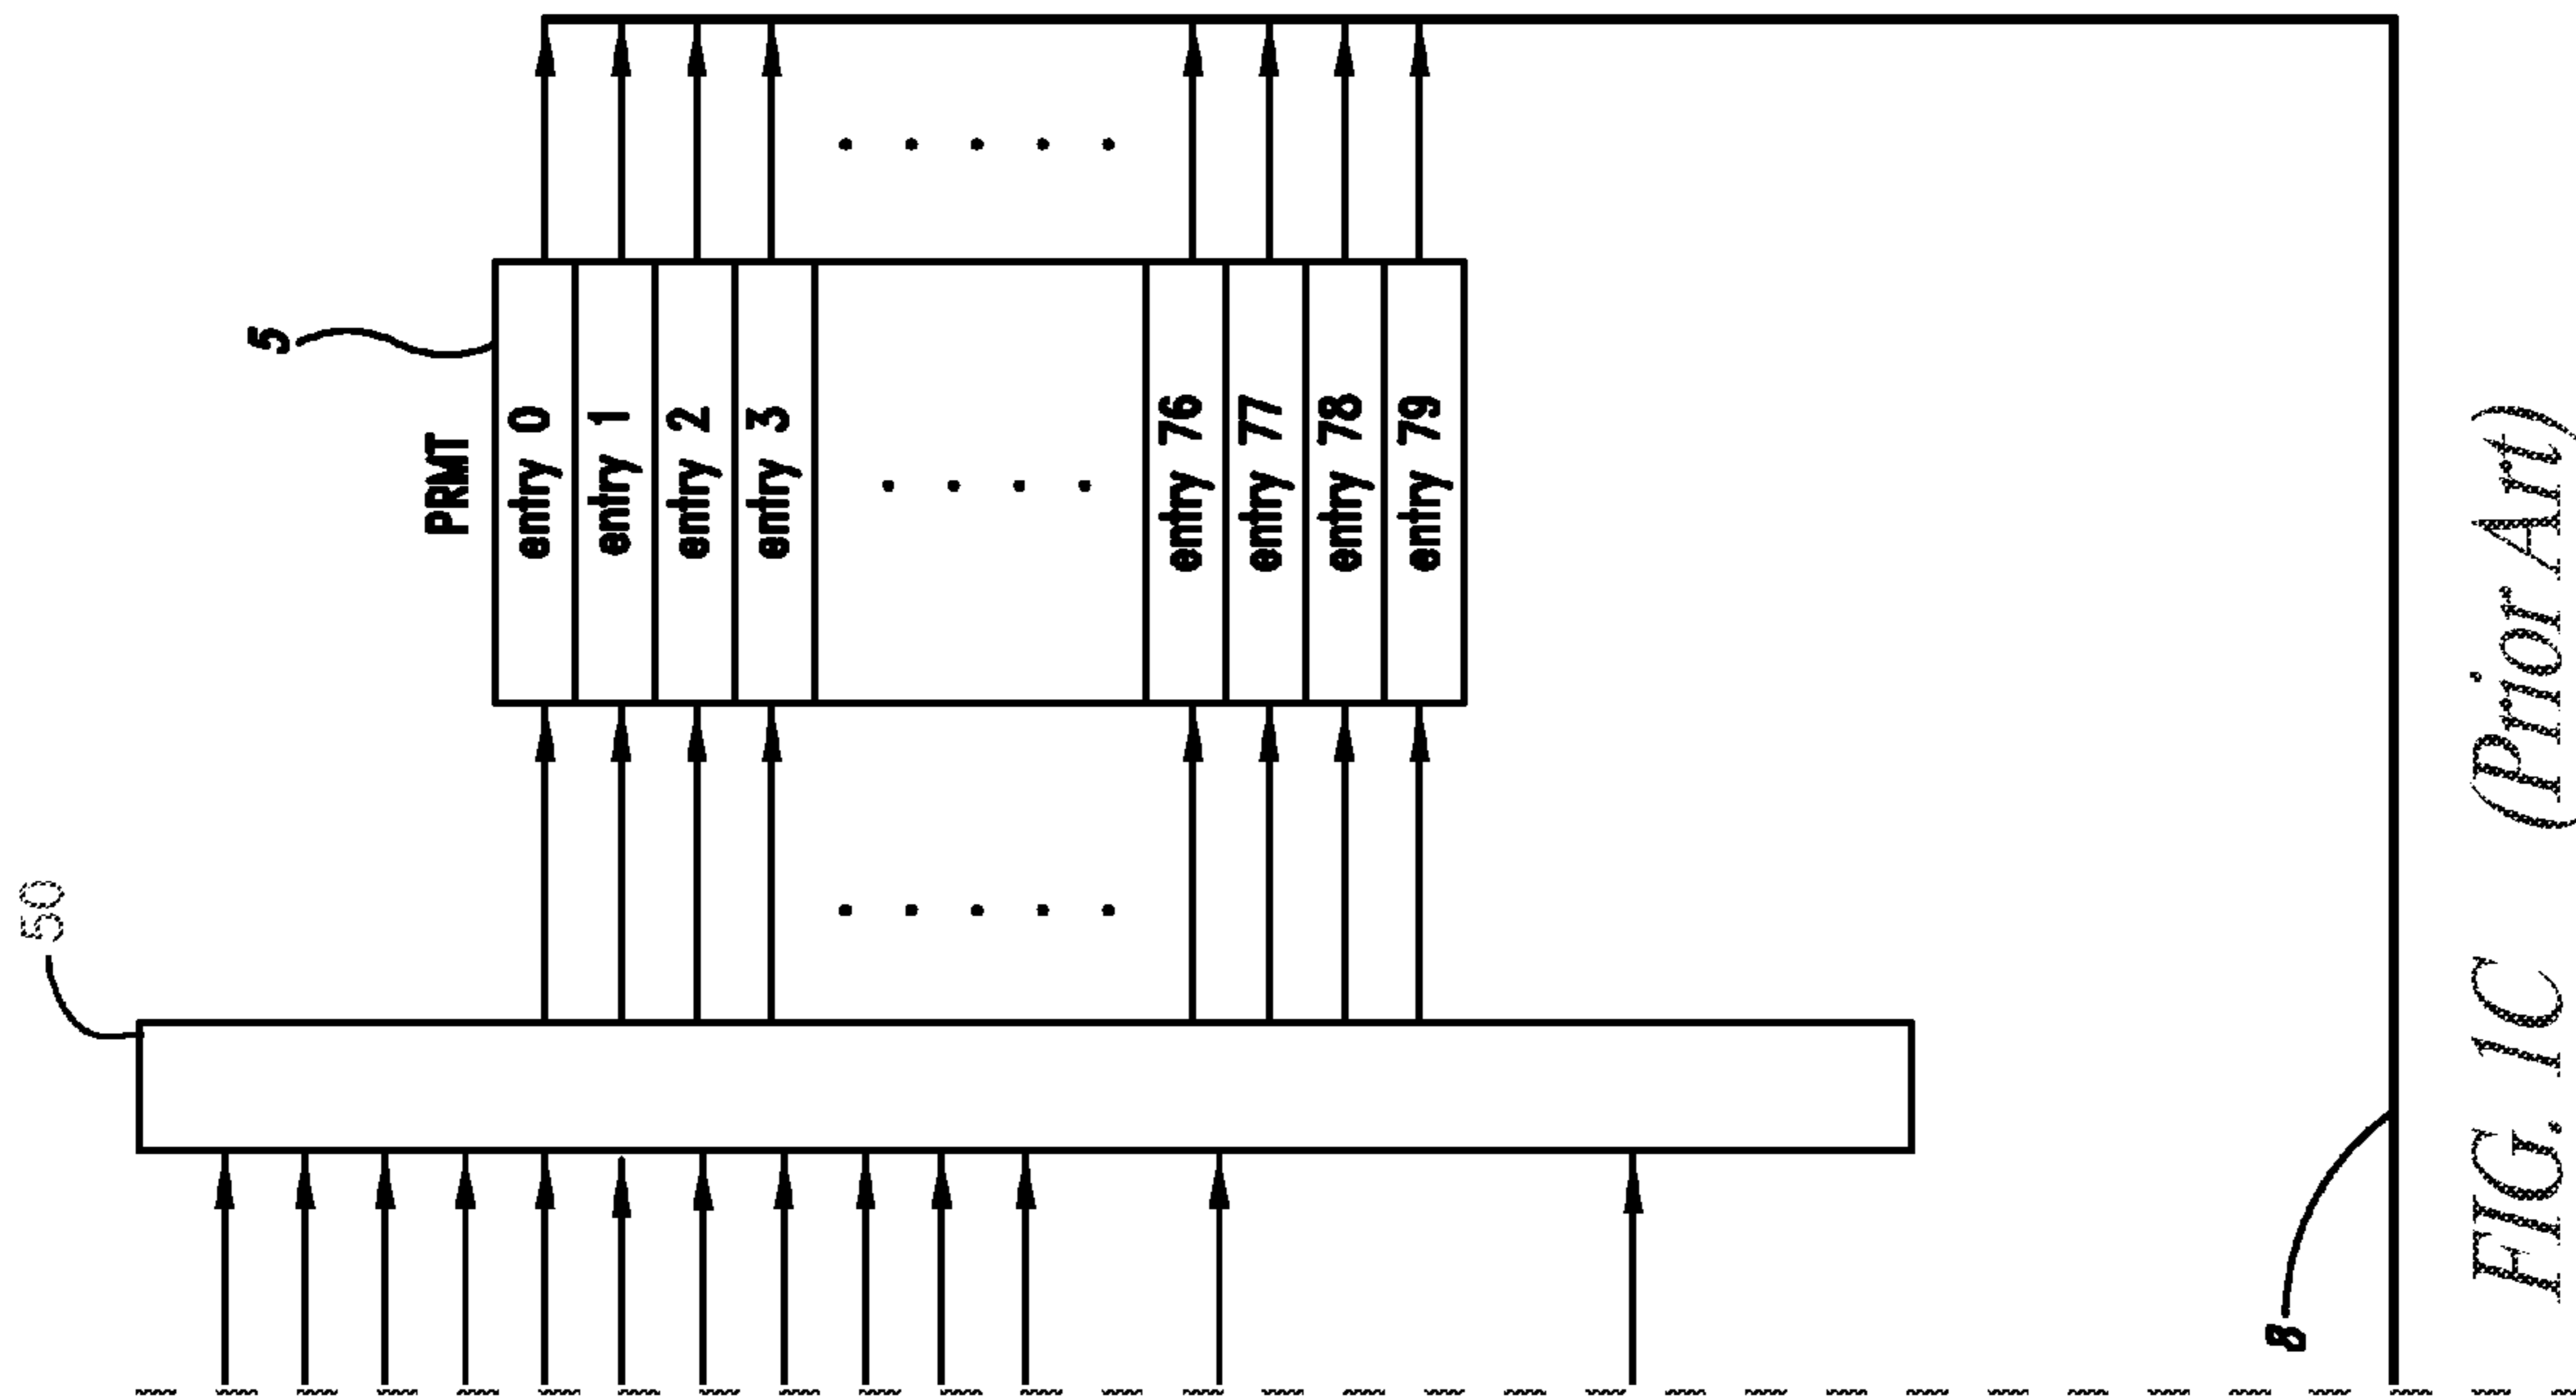 50
5
PRMT
entry 0
entry 1
entry 2
entry 3
entry 76
entry 77
entry 78
entry 79
8
FIG. 1C (Prior Art)